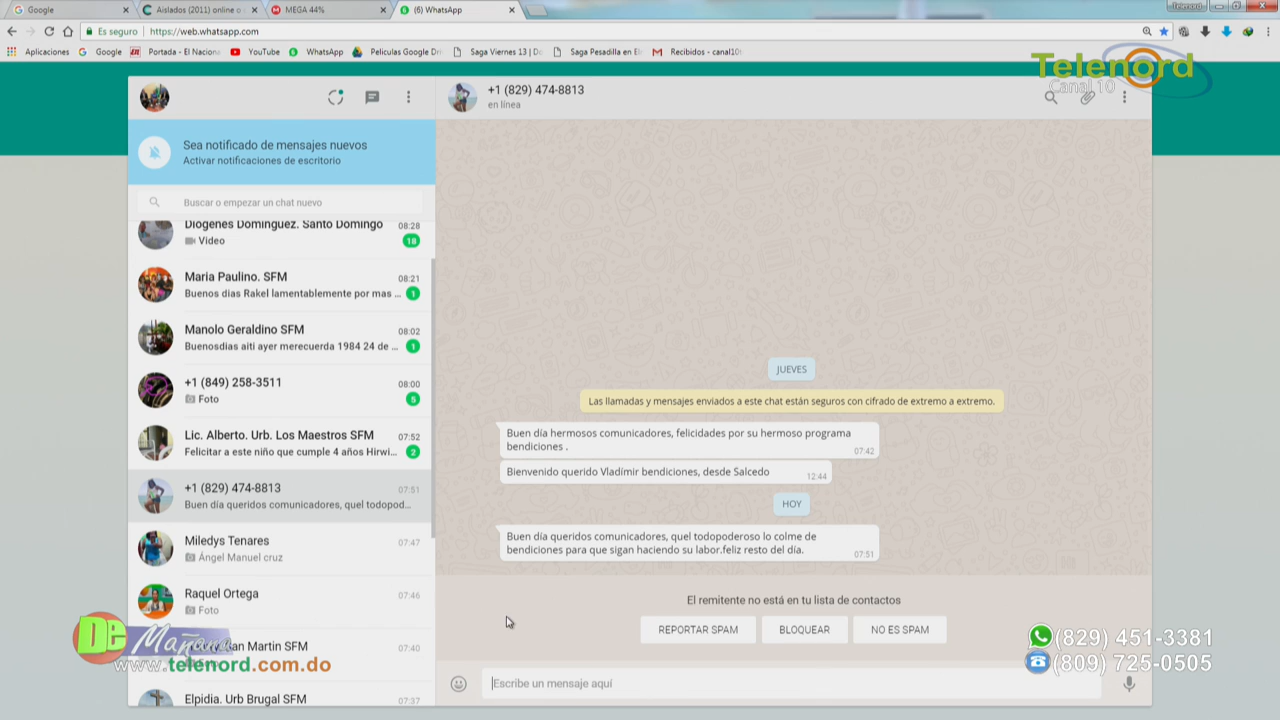 Google
Aislados (2011) online o
MEGA 44%
(6) WhatsApp
Telenord
Es seguro
https://web.whatsapp.com
Aplicaciones
Google
Portada - El Nacion
YouTube
WhatsApp
Peliculas Google Dri
Saga Viernes 13 | Do
Saga Pesadilla en El
Recibidos - canal10
Telenord
Canal 10
+1 (829) 474-8813
en línea
Sea notificado de mensajes nuevos
Activar notificaciones de escritorio
Buscar o empezar un chat nuevo
Diogenes Dominguez. Santo Domingo
08:28
Video
18
Maria Paulino. SFM
08:21
Buenos dias Rakel lamentablemente por mas ...
1
Manolo Geraldino SFM
08:02
Buenosdias aiti ayer merecuerda 1984 24 de ...
1
+1 (849) 258-3511
08:00
Foto
5
Lic. Alberto. Urb. Los Maestros SFM
07:52
Felicitar a este niño que cumple 4 años Hirwi...
2
+1 (829) 474-8813
07:51
Buen día queridos comunicadores, quel todopod...
Miledys Tenares
07:47
Ángel Manuel cruz
Raquel Ortega
07:46
Foto
an Martin SFM
07:40
Elpidia. Urb Brugal SFM
07:37
JUEVES
Las llamadas y mensajes enviados a este chat están seguros con cifrado de extremo a extremo.
Buen día hermosos comunicadores, felicidades por su hermoso programa
bendiciones .
07:42
Bienvenido querido Vladímir bendiciones, desde Salcedo
12:44
HOY
Buen día queridos comunicadores, quel todopoderoso lo colme de
bendiciones para que sigan haciendo su labor.feliz resto del día.
07:51
El remitente no está en tu lista de contactos
REPORTAR SPAM
BLOQUEAR
NO ES SPAM
Escribe un mensaje aquí
De Mañana
www.telenord.com.do
(829) 451-3381
(809) 725-0505